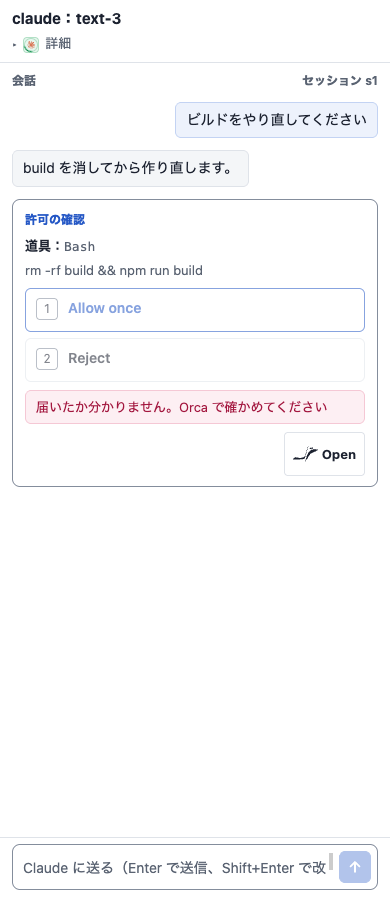 claude：text-3
詳細
会話
セッション s1
ビルドをやり直してください
build を消してから作り直します。
許可の確認
道具：Bash
rm -rf build && npm run build
1 Allow once
2 Reject
届いたか分かりません。Orca で確かめてください
Open
Claude に送る（Enter で送信、Shift+Enter で改